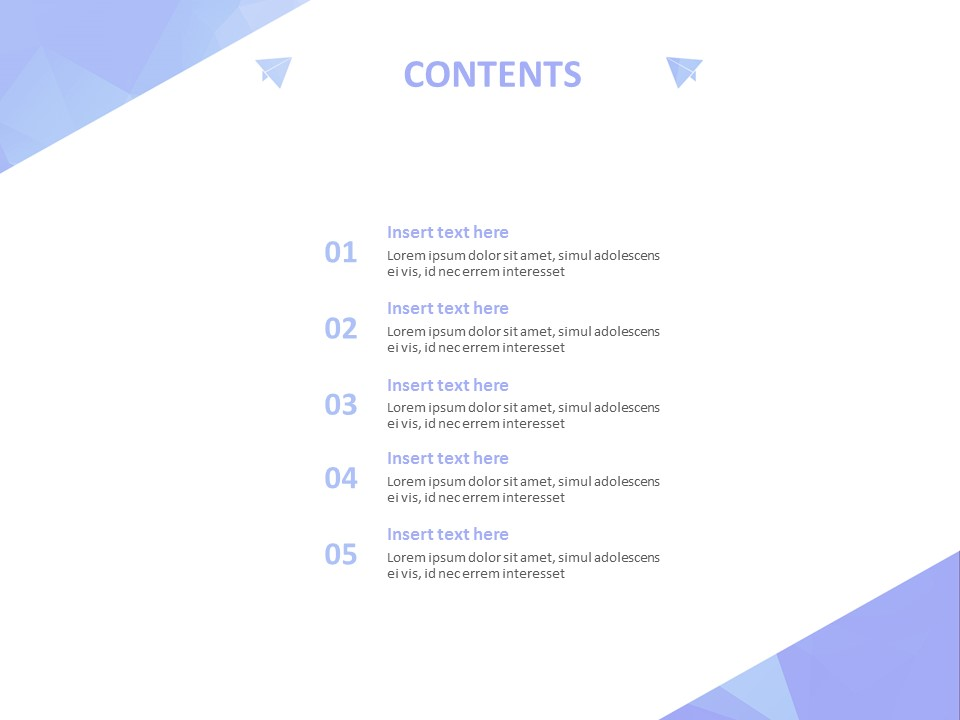 CONTENTS
01
Insert text here
Lorem ipsum dolor sit amet, simul adolescens
ei vis, id nec errem interesset
02
Insert text here
Lorem ipsum dolor sit amet, simul adolescens
ei vis, id nec errem interesset
03
Insert text here
Lorem ipsum dolor sit amet, simul adolescens
ei vis, id nec errem interesset
04
Insert text here
Lorem ipsum dolor sit amet, simul adolescens
ei vis, id nec errem interesset
05
Insert text here
Lorem ipsum dolor sit amet, simul adolescens
ei vis, id nec errem interesset